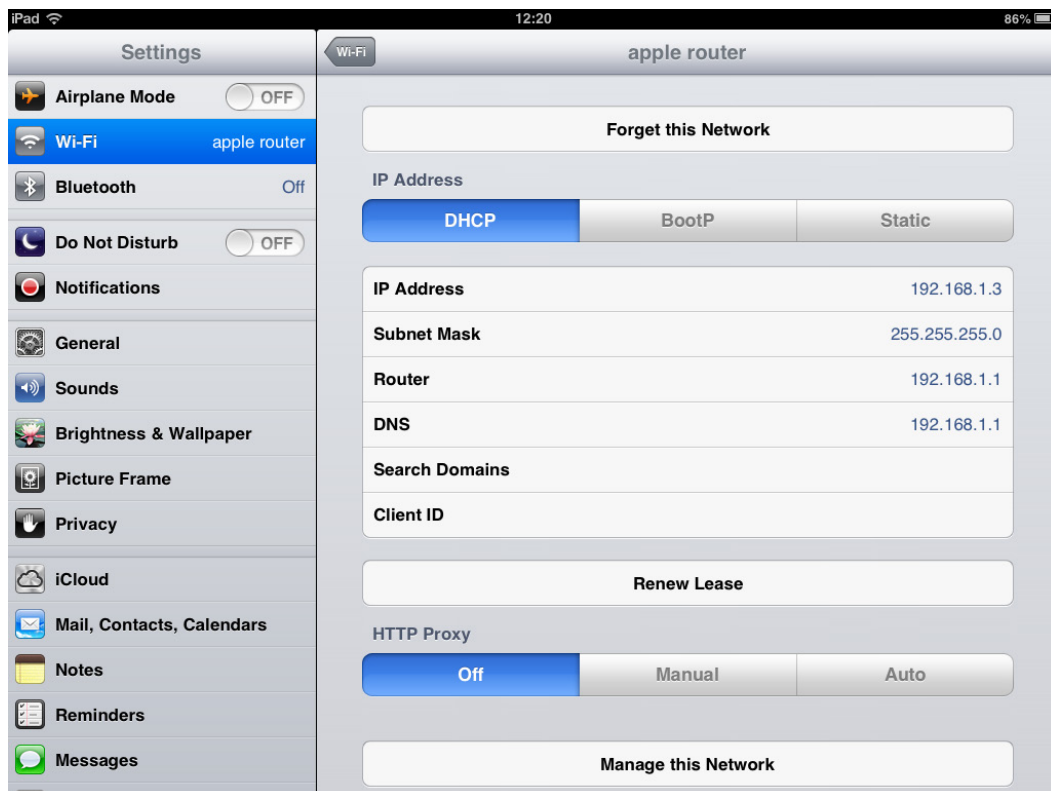 iPad 12:20 86%
Settings
Wi-Fi apple router
Airplane Mode OFF
Wi-Fi apple router
Bluetooth Off
Do Not Disturb OFF
Notifications
General
Sounds
Brightness & Wallpaper
Picture Frame
Privacy
iCloud
Mail, Contacts, Calendars
Notes
Reminders
Messages
Forget this Network
IP Address
DHCP BootP Static
IP Address 192.168.1.3
Subnet Mask 255.255.255.0
Router 192.168.1.1
DNS 192.168.1.1
Search Domains
Client ID
Renew Lease
HTTP Proxy
Off Manual Auto
Manage this Network